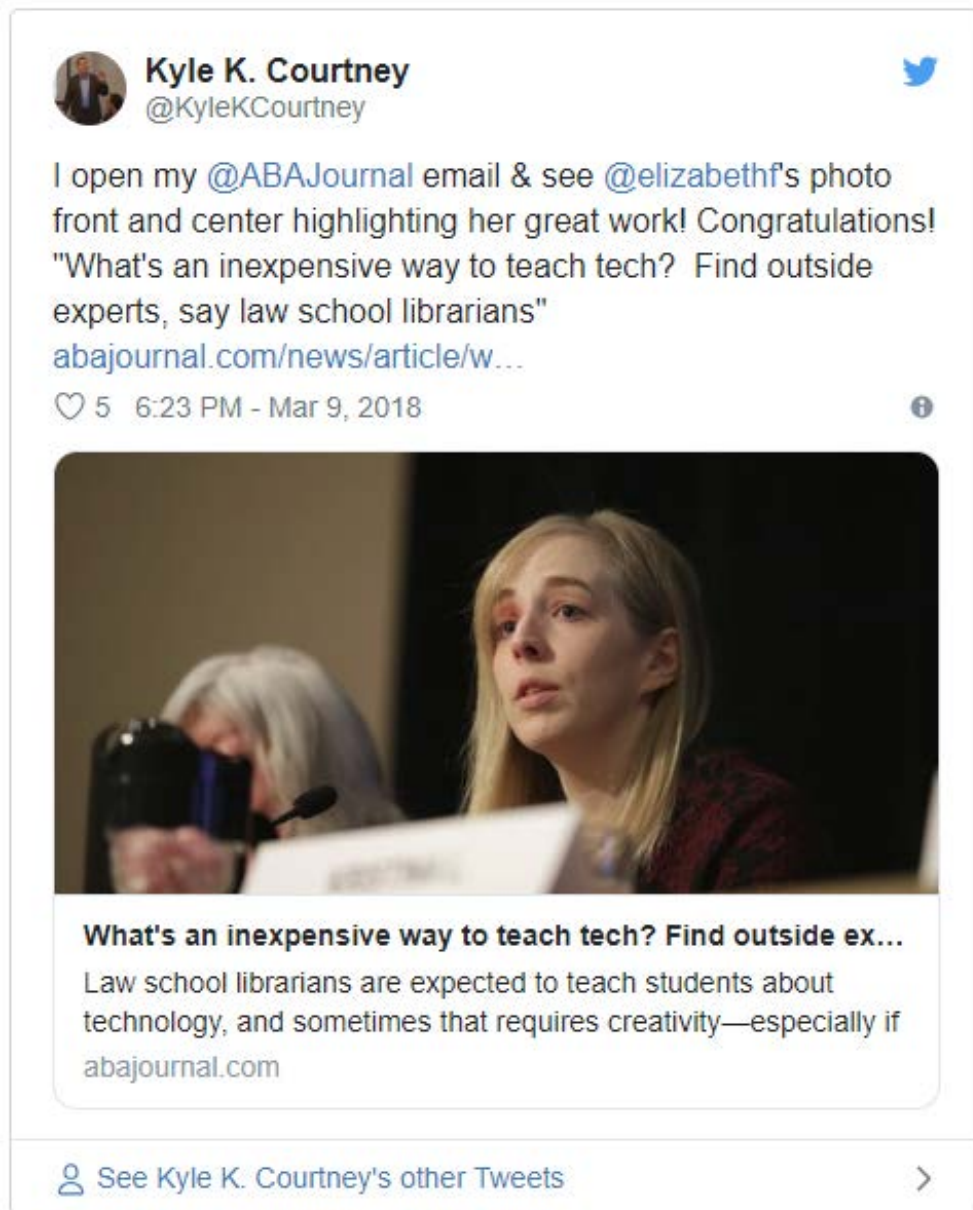 Kyle K. Courtney
@KyleKCourtney
I open my @ABAJournal email & see @elizabethf's photo
front and center highlighting her great work! Congratulations!
"What's an inexpensive way to teach tech?  Find outside
experts, say law school librarians"
abajournal.com/news/article/w…
5 6:23 PM - Mar 9, 2018
What's an inexpensive way to teach tech? Find outside ex...
Law school librarians are expected to teach students about
technology, and sometimes that requires creativity—especially if
abajournal.com
See Kyle K. Courtney's other Tweets